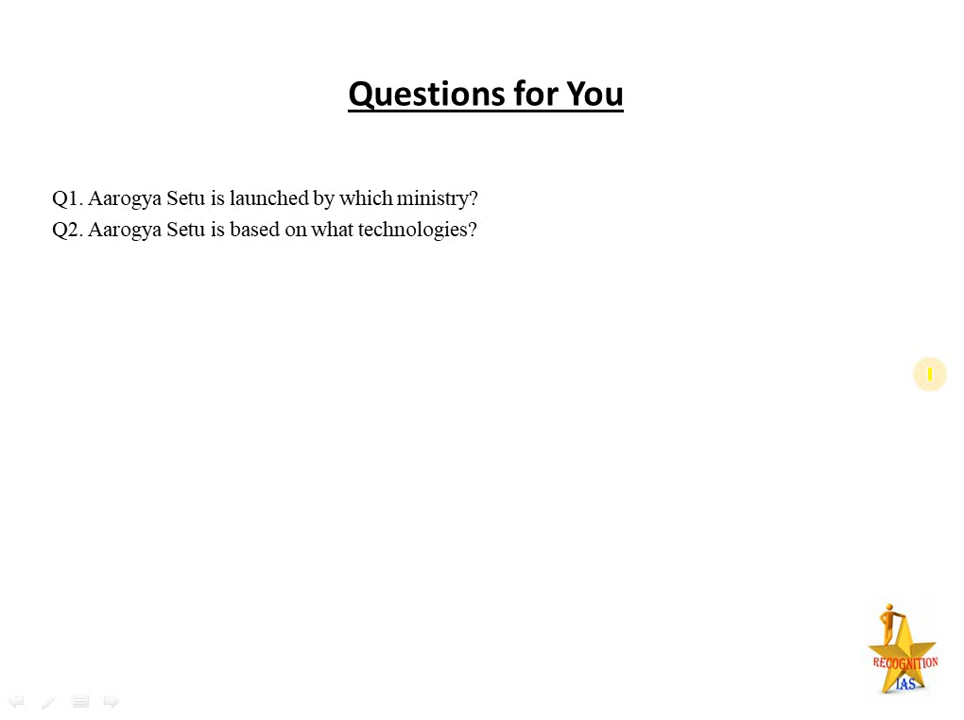 Questions for You
Q1. Aarogya Setu is launched by which ministry?
Q2. Aarogya Setu is based on what technologies?
RECOGNITION
IAS